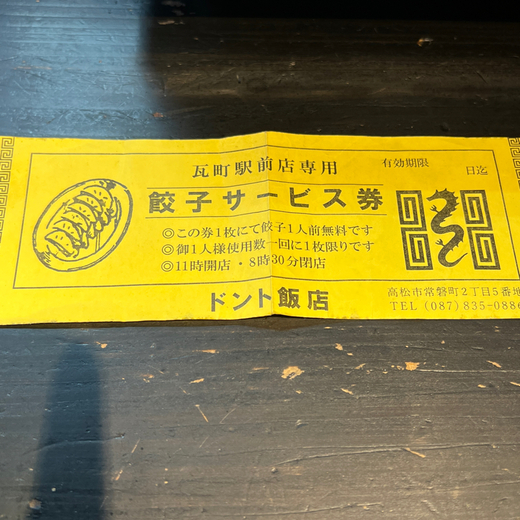 瓦町駅前店専用
有効期限 日迄
餃子サービス券
◎この券1枚にて餃子1人前無料です
◎御1人様使用数一回に1枚限りです
◎11時開店・8時30分閉店
ドント飯店
高松市常磐町2丁目5番地
TEL (087) 835-0886